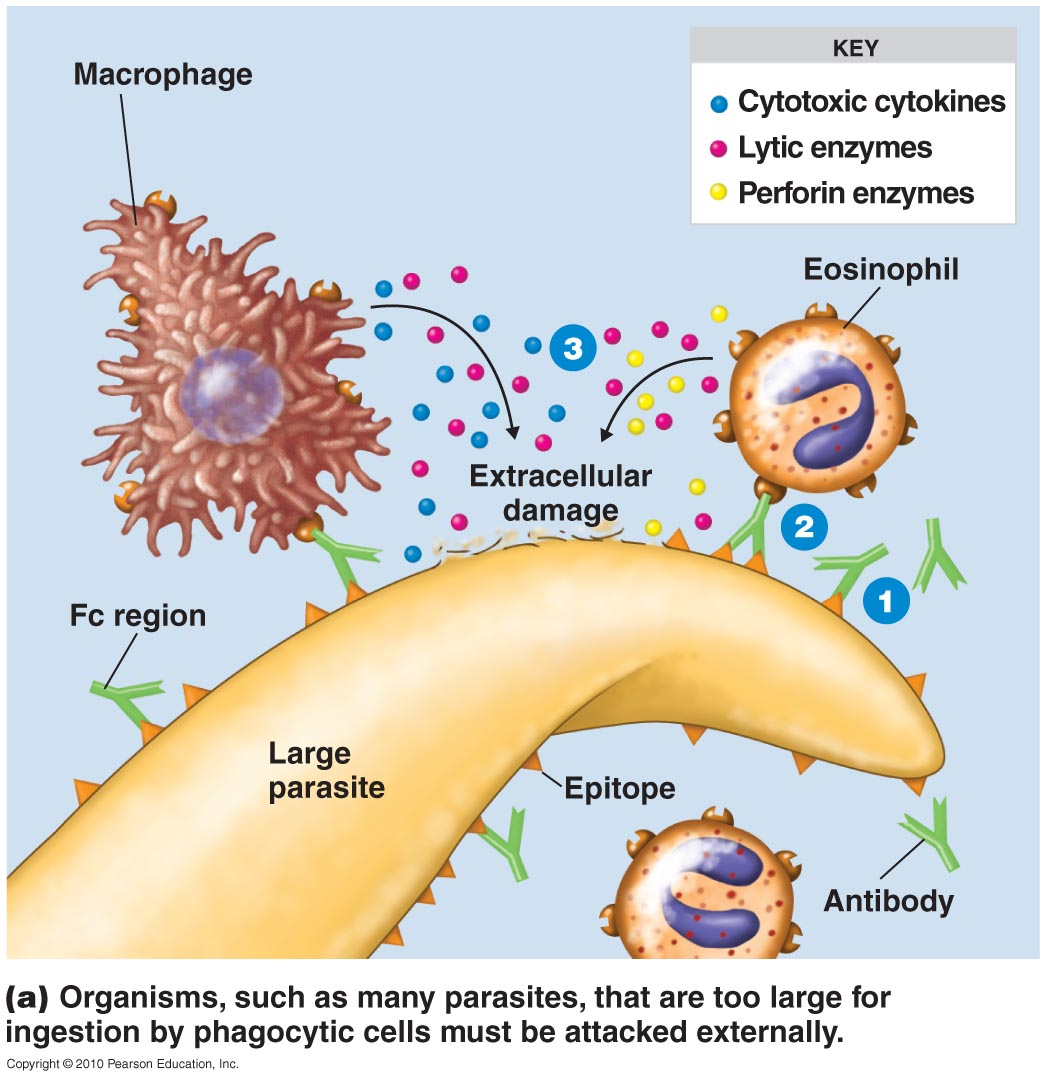 Macrophage
KEY
Cytotoxic cytokines
Lytic enzymes
Perforin enzymes
Eosinophil
3
Extracellular
damage
2
1
Fc region
Large
parasite
Epitope
Antibody
(a) Organisms, such as many parasites, that are too large for
ingestion by phagocytic cells must be attacked externally.
Copyright © 2010 Pearson Education, Inc.